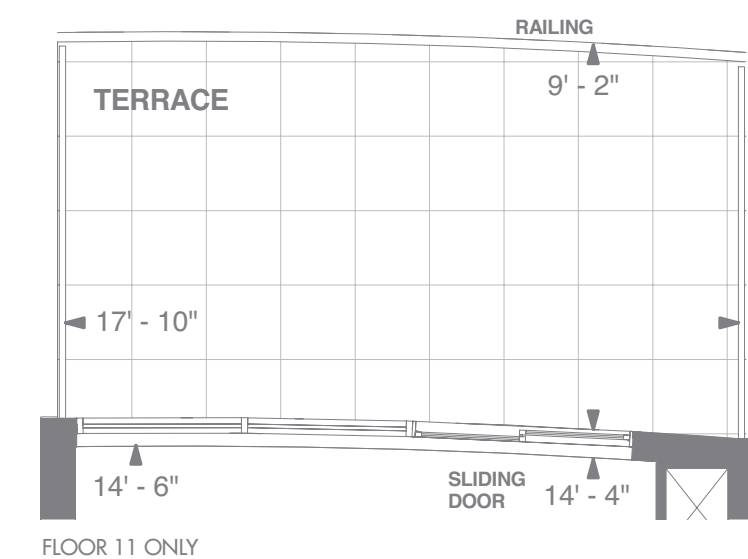 RAILING
9' - 2"
TERRACE
17' - 10"
14' - 6"
SLIDING
DOOR
14' - 4"
FLOOR 11 ONLY